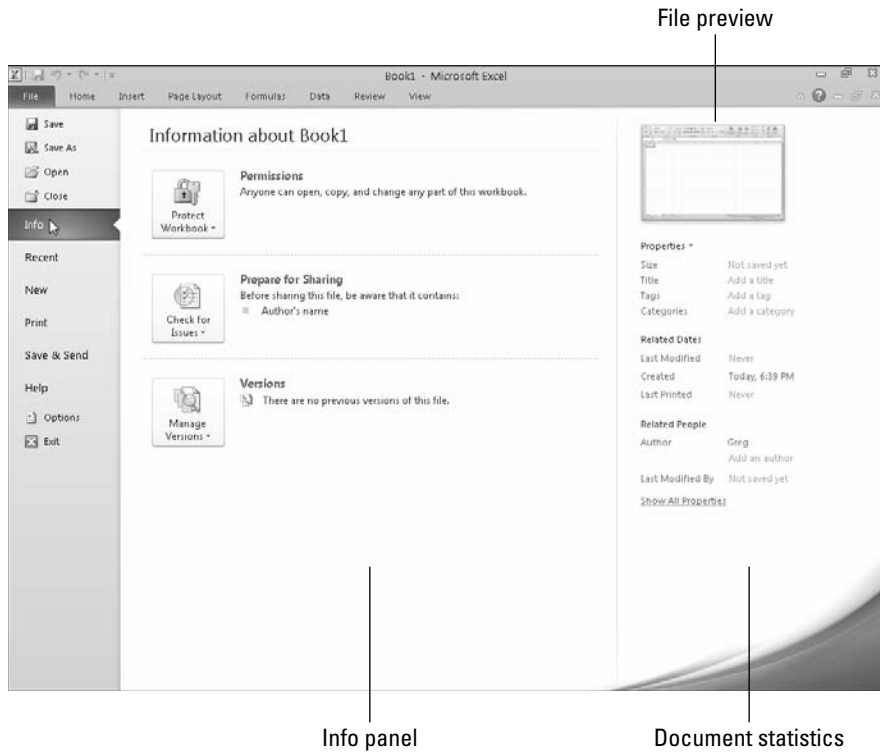 File preview
Book1 - Microsoft Excel
File Home Insert Page Layout Formulas Data Review View
Save
Save As
Open
Close
Info
Recent
New
Print
Save & Send
Help
Options
Exit
Information about Book1
Protect Workbook
Permissions
Anyone can open, copy, and change any part of this workbook.
Check for Issues
Prepare for Sharing
Before sharing this file, be aware that it contains:
Author's name
Manage Versions
Versions
There are no previous versions of this file.
Properties
Size Not saved yet
Title Add a title
Tags Add a tag
Categories Add a category
Related Dates
Last Modified Never
Created Today, 6:39 PM
Last Printed Never
Related People
Author Greg
Add an author
Last Modified By Not saved yet
Show All Properties
Info panel
Document statistics